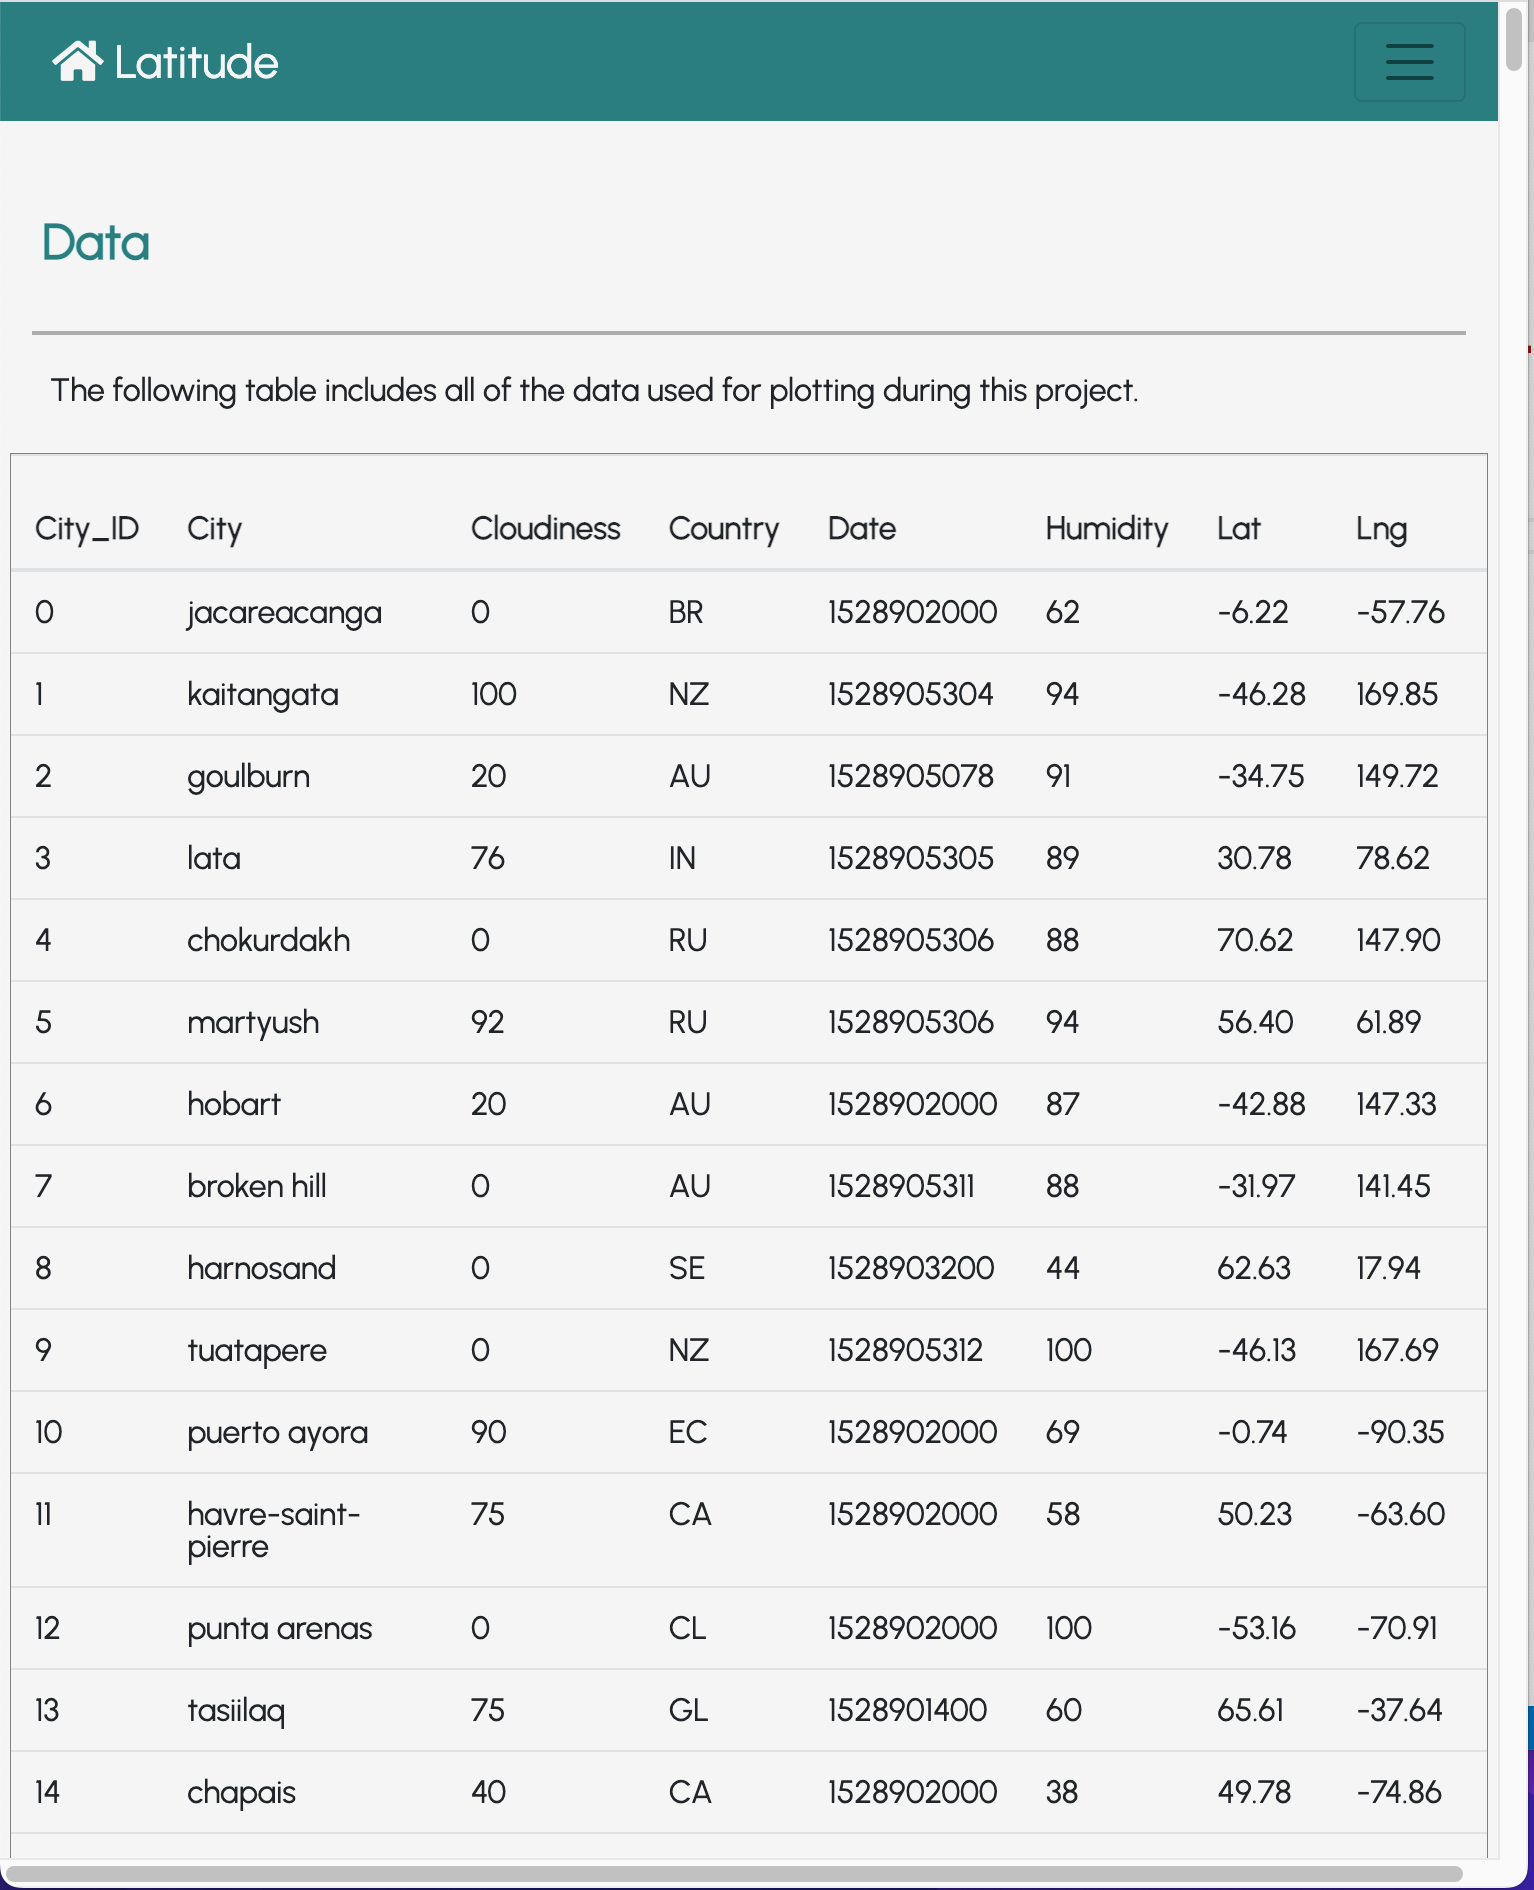 Latitude
Data
The following table includes all of the data used for plotting during this project.
City_ID City Cloudiness Country Date Humidity Lat Lng
0 jacareacanga 0 BR 1528902000 62 -6.22 -57.76
1 kaitangata 100 NZ 1528905304 94 -46.28 169.85
2 goulburn 20 AU 1528905078 91 -34.75 149.72
3 lata 76 IN 1528905305 89 30.78 78.62
4 chokurdakh 0 RU 1528905306 88 70.62 147.90
5 martyush 92 RU 1528905306 94 56.40 61.89
6 hobart 20 AU 1528902000 87 -42.88 147.33
7 broken hill 0 AU 1528905311 88 -31.97 141.45
8 harnosand 0 SE 1528903200 44 62.63 17.94
9 tuatapere 0 NZ 1528905312 100 -46.13 167.69
10 puerto ayora 90 EC 1528902000 69 -0.74 -90.35
11 havre-saint- 75 CA 1528902000 58 50.23 -63.60
pierre
12 punta arenas 0 CL 1528902000 100 -53.16 -70.91
13 tasiilaq 75 GL 1528901400 60 65.61 -37.64
14 chapais 40 CA 1528902000 38 49.78 -74.86